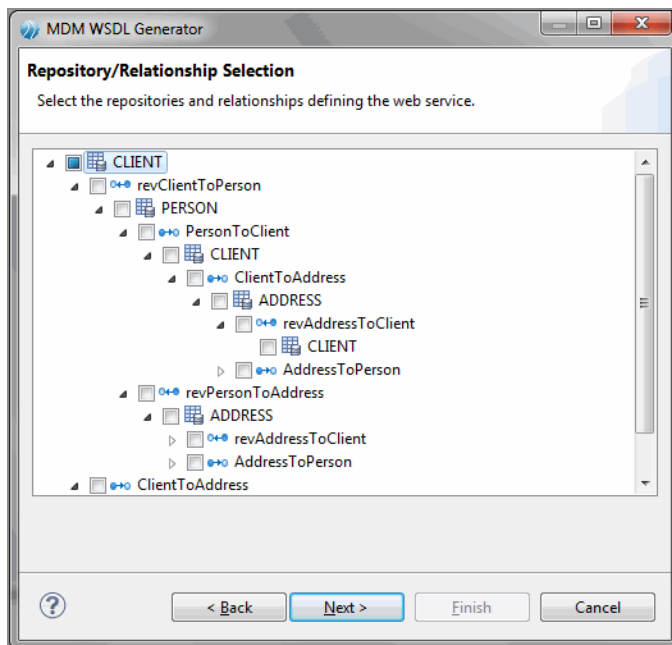 MDM WSDL Generator
Repository/Relationship Selection
Select the repositories and relationships defining the web service.
CLIENT
revClientToPerson
PERSON
PersonToClient
CLIENT
ClientToAddress
ADDRESS
revAddressToClient
CLIENT
AddressToPerson
revPersonToAddress
ADDRESS
revAddressToClient
AddressToPerson
ClientToAddress
? < Back Next > Finish Cancel